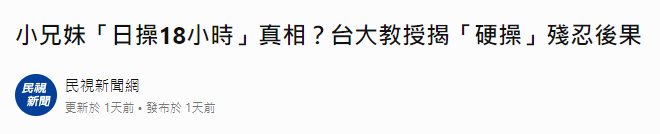 小兄妹「日操18小時」真相？台大教授揭「硬操」殘忍後果
民視
新聞
民視新聞網
更新於 1天前 • 發布於 1天前